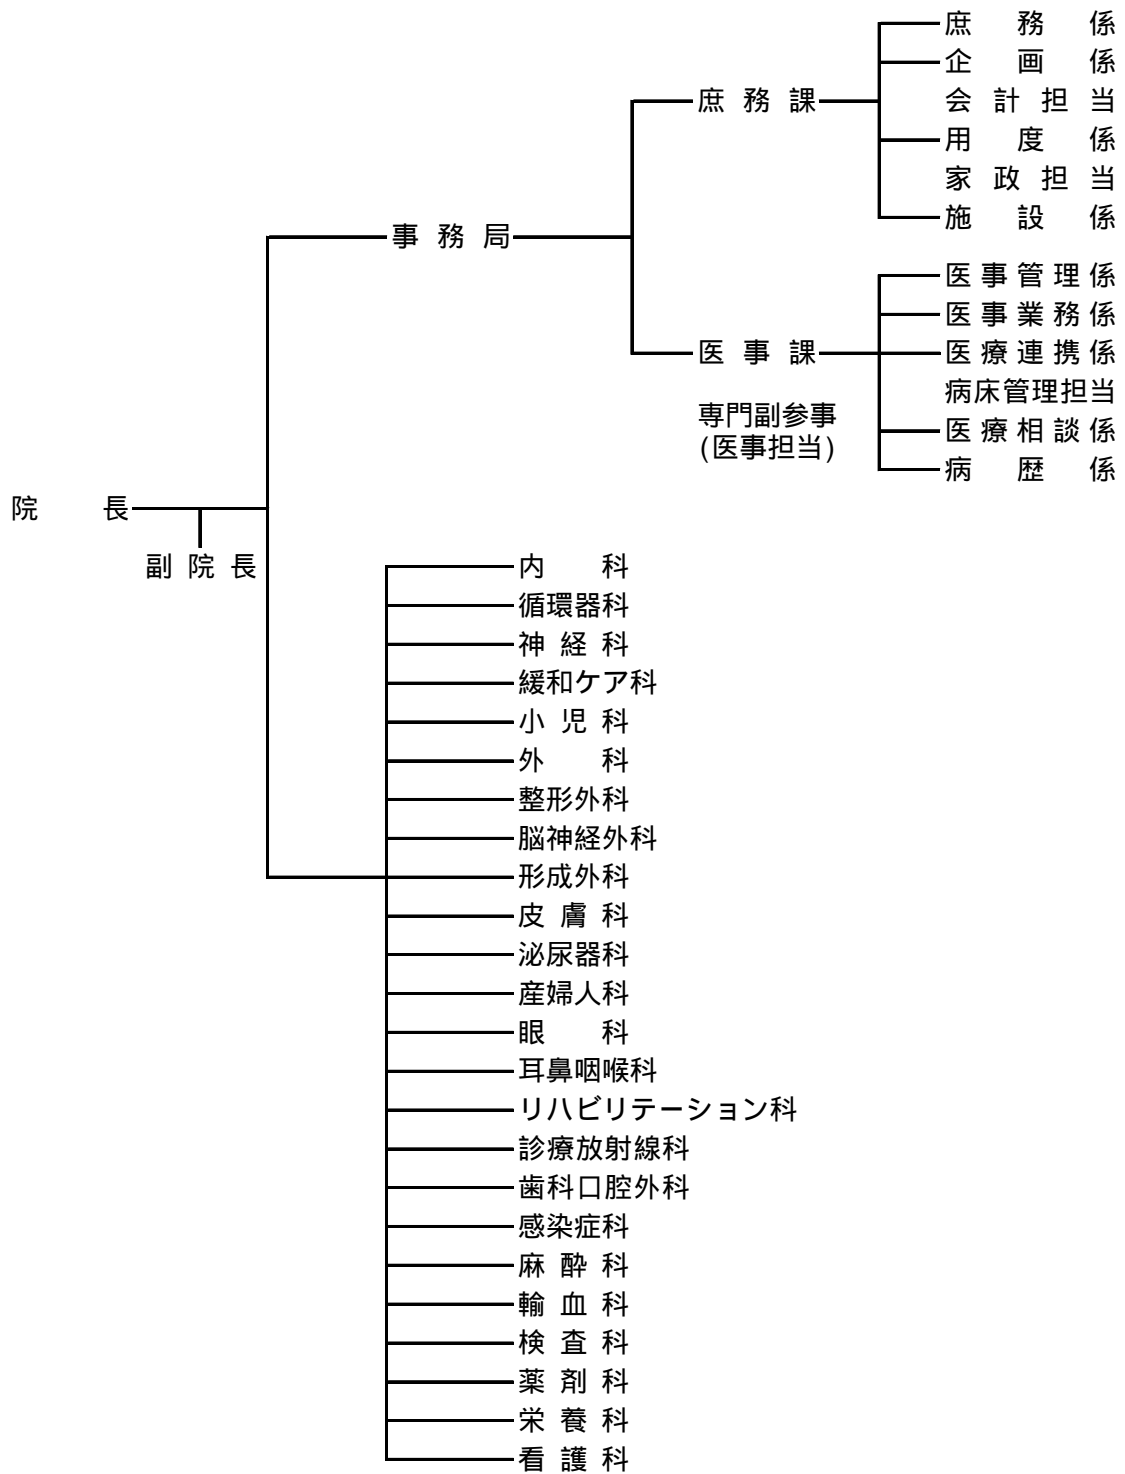 庶務係
企画係
会計担当
用度係
家政担当
施設係
庶務課
事務局
医事管理係
医事業務係
医療連携係
病床管理担当
医療相談係
病歴係
医事課
専門副参事
(医事担当)
院長
副院長
内科
循環器科
神経科
緩和ケア科
小児科
外科
整形外科
脳神経外科
形成外科
皮膚科
泌尿器科
産婦人科
眼科
耳鼻咽喉科
リハビリテーション科
診療放射線科
歯科口腔外科
感染症科
麻酔科
輸血科
検査科
薬剤科
栄養科
看護科